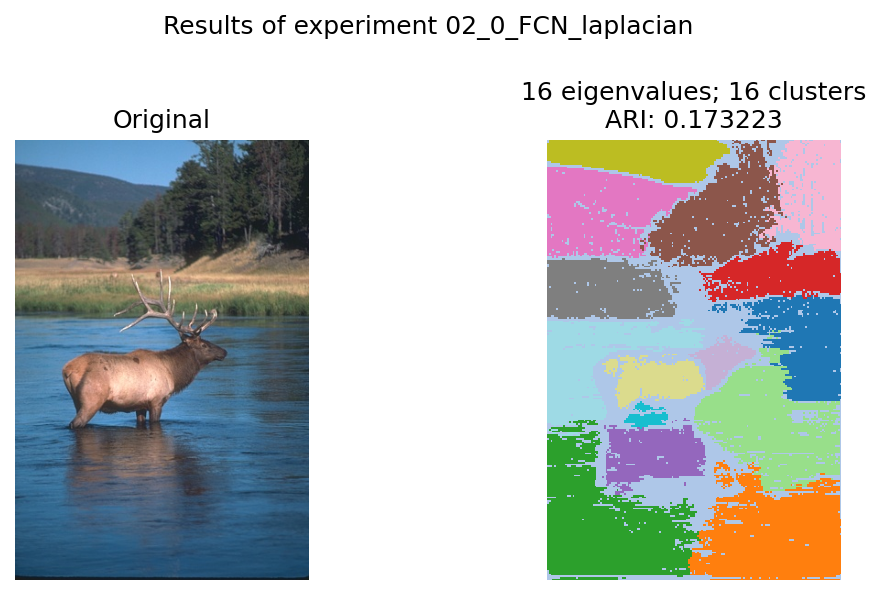 Results of experiment 02_0_FCN_laplacian
Original
16 eigenvalues; 16 clusters
ARI: 0.173223